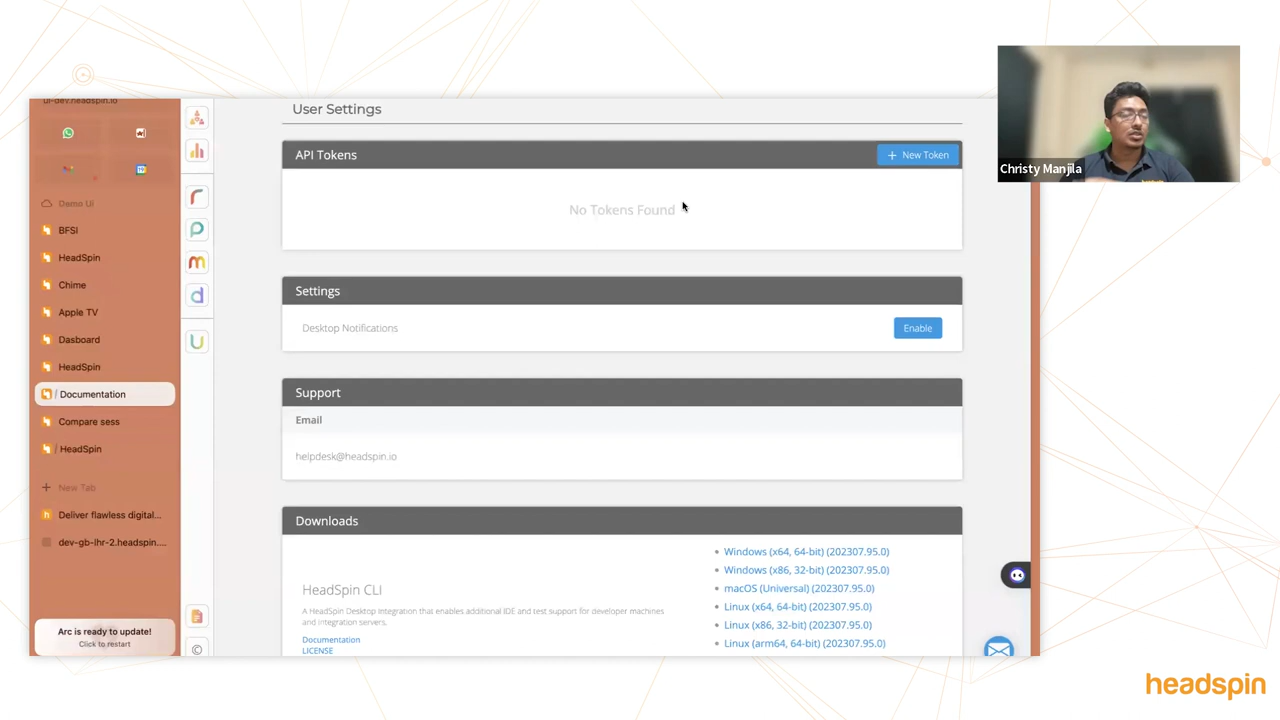 ui-dev.headspin.io
Demo UI
BFSI
HeadSpin
Chime
Apple TV
Dasboard
HeadSpin
/ Documentation
Compare sess
/ HeadSpin
+ New Tab
Deliver flawless digital...
dev-gb-lhr-2.headspin....
Arc is ready to update!
Click to restart
User Settings
API Tokens
+ New Token
No Tokens Found
Settings
Desktop Notifications
Enable
Support
Email
helpdesk@headspin.io
Downloads
HeadSpin CLI
A HeadSpin Desktop integration that enables additional IDE and test support for developer machines
and integration servers.
Documentation
LICENSE
• Windows (x64, 64-bit) (202307.95.0)
• Windows (x86, 32-bit) (202307.95.0)
• macOS (Universal) (202307.95.0)
• Linux (x64, 64-bit) (202307.95.0)
• Linux (x86, 32-bit) (202307.95.0)
• Linux (arm64, 64-bit) (202307.95.0)
Christy Manjila
headspin